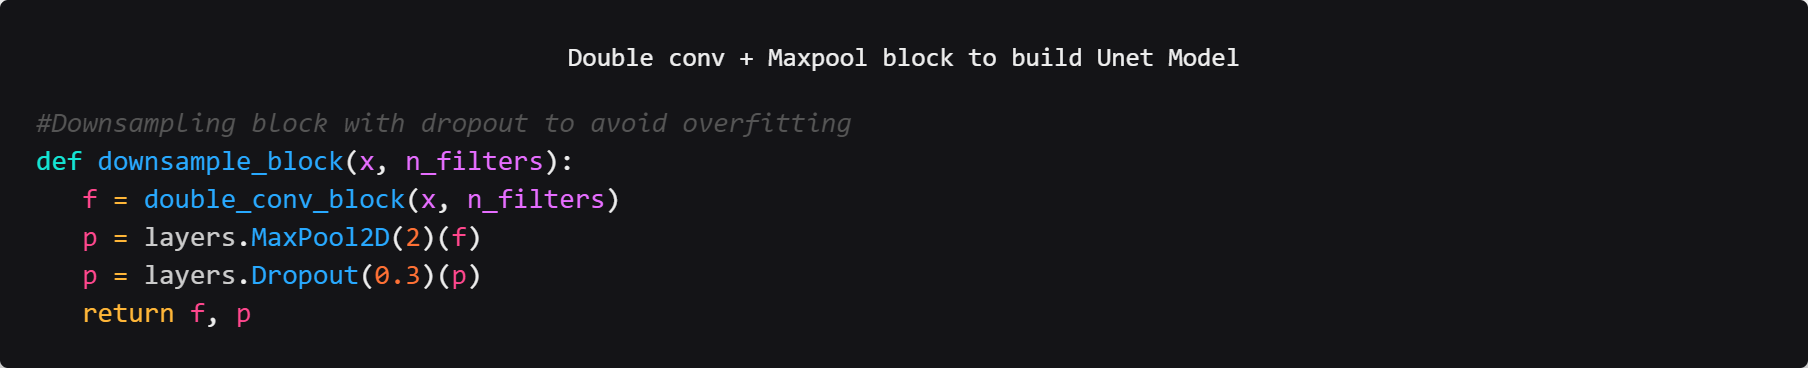 Double conv + Maxpool block to build Unet Model
#Downsampling block with dropout to avoid overfitting
def downsample_block(x, n_filters):
   f = double_conv_block(x, n_filters)
   p = layers.MaxPool2D(2)(f)
   p = layers.Dropout(0.3)(p)
   return f, p